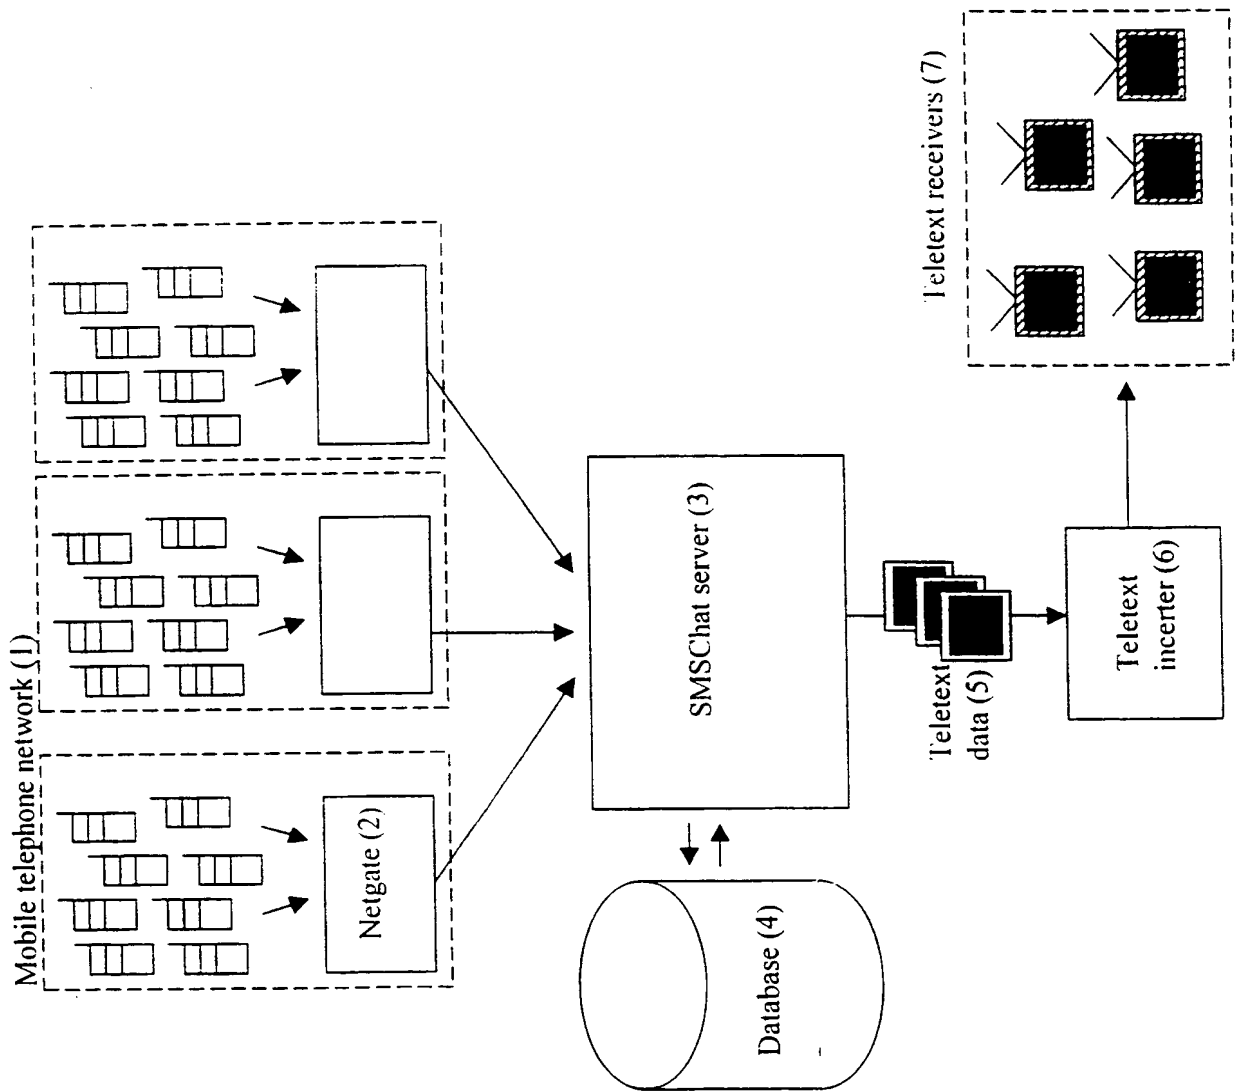 Mobile telephone network (1)
Netgate (2)
SMSChat server (3)
Database (4)
Teletext
data (5)
Teletext
incerter (6)
Teletext receivers (7)